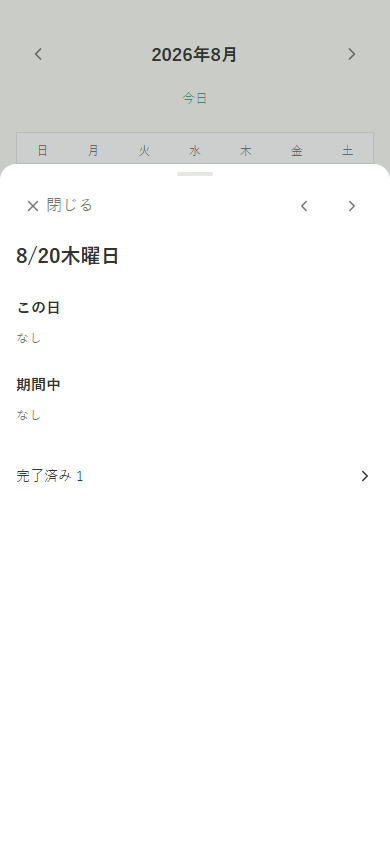 2026年8月
今日
日 月 火 水 木 金 土
閉じる
8/20木曜日
この日
なし
期間中
なし
完了済み 1